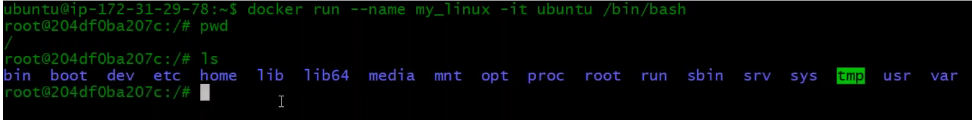 ubuntu@ip-172-31-29-78:~$ docker run --name my_linux -it ubuntu /bin/bash
root@204df0ba207c:/# pwd
/
root@204df0ba207c:/# ls
bin boot dev etc home lib lib64 media mnt opt proc root run sbin srv sys tmp usr var
root@204df0ba207c:/#